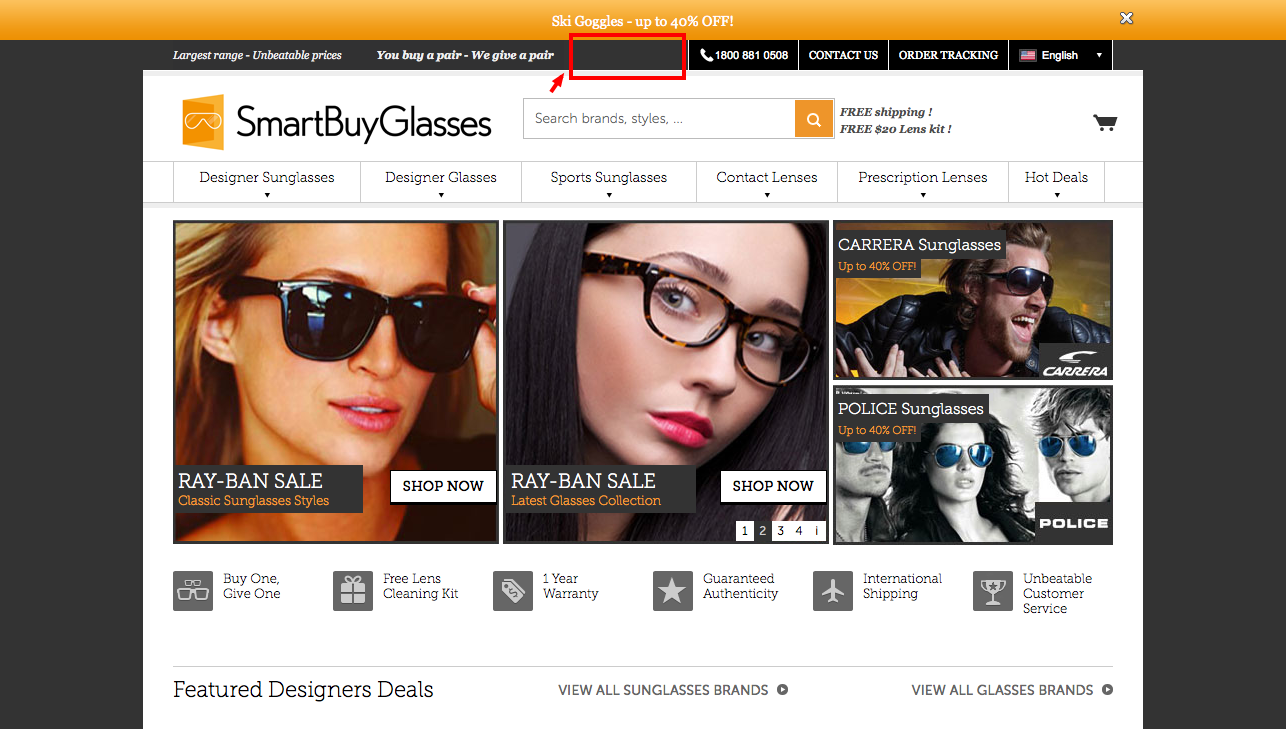 Ski Goggles - up to 40% OFF!
Largest range - Unbeatable prices
You buy a pair - We give a pair
1800 881 0508
CONTACT US
ORDER TRACKING
English
SmartBuyGlasses
Search brands, styles, ...
FREE shipping !
FREE $20 Lens kit !
Designer Sunglasses
Designer Glasses
Sports Sunglasses
Contact Lenses
Prescription Lenses
Hot Deals
RAY-BAN SALE
Classic Sunglasses Styles
SHOP NOW
RAY-BAN SALE
Latest Glasses Collection
SHOP NOW
1 2 3 4 i
CARRERA Sunglasses
Up to 40% OFF!
CARRERA
POLICE Sunglasses
Up to 40% OFF!
POLICE
Buy One,
Give One
Free Lens
Cleaning Kit
1 Year
Warranty
Guaranteed
Authenticity
International
Shipping
Unbeatable
Customer
Service
Featured Designers Deals
VIEW ALL SUNGLASSES BRANDS
VIEW ALL GLASSES BRANDS